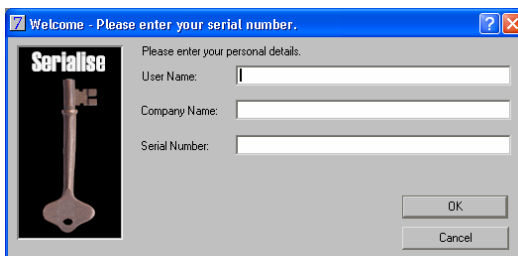 7 Welcome - Please enter your serial number.
Serialise
Please enter your personal details.
User Name:
Company Name:
Serial Number:
OK
Cancel